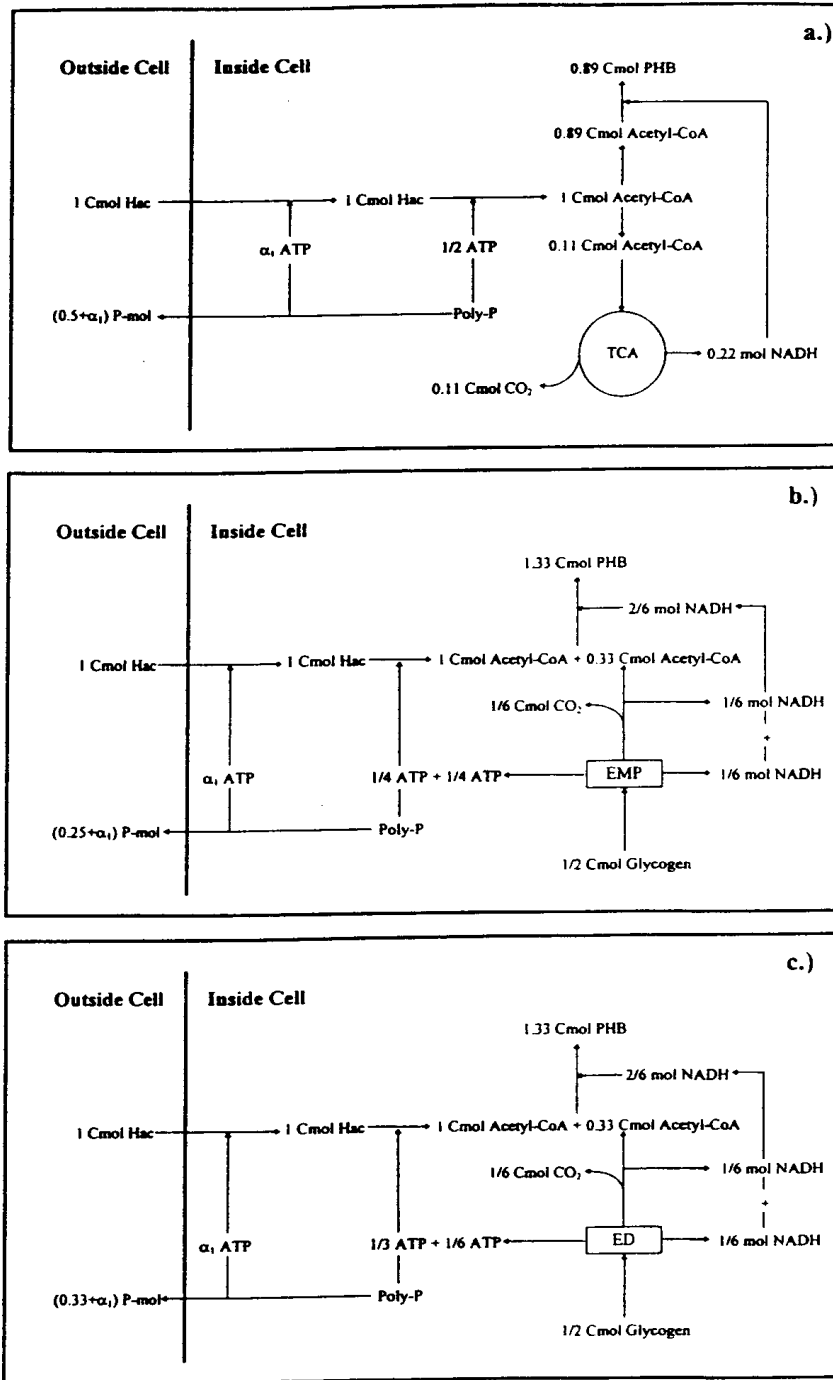 a.)
Outside Cell Inside Cell
0.89 Cmol PHB
0.89 Cmol Acetyl-CoA
1 Cmol Hac 1 Cmol Hac 1 Cmol Acetyl-CoA
α₁ ATP 1/2 ATP 0.11 Cmol Acetyl-CoA
(0.5+α₁) P-mol Poly-P
TCA 0.22 mol NADH
0.11 Cmol CO₂
b.)
Outside Cell Inside Cell
1.33 Cmol PHB
2/6 mol NADH
1 Cmol Hac 1 Cmol Hac 1 Cmol Acetyl-CoA + 0.33 Cmol Acetyl-CoA
1/6 Cmol CO₂ 1/6 mol NADH
+
α₁ ATP 1/4 ATP + 1/4 ATP EMP 1/6 mol NADH
(0.25+α₁) P-mol Poly-P
1/2 Cmol Glycogen
c.)
Outside Cell Inside Cell
1.33 Cmol PHB
2/6 mol NADH
1 Cmol Hac 1 Cmol Hac 1 Cmol Acetyl-CoA + 0.33 Cmol Acetyl-CoA
1/6 Cmol CO₂ 1/6 mol NADH
+
α₁ ATP 1/3 ATP + 1/6 ATP ED 1/6 mol NADH
(0.33+α₁) P-mol Poly-P
1/2 Cmol Glycogen